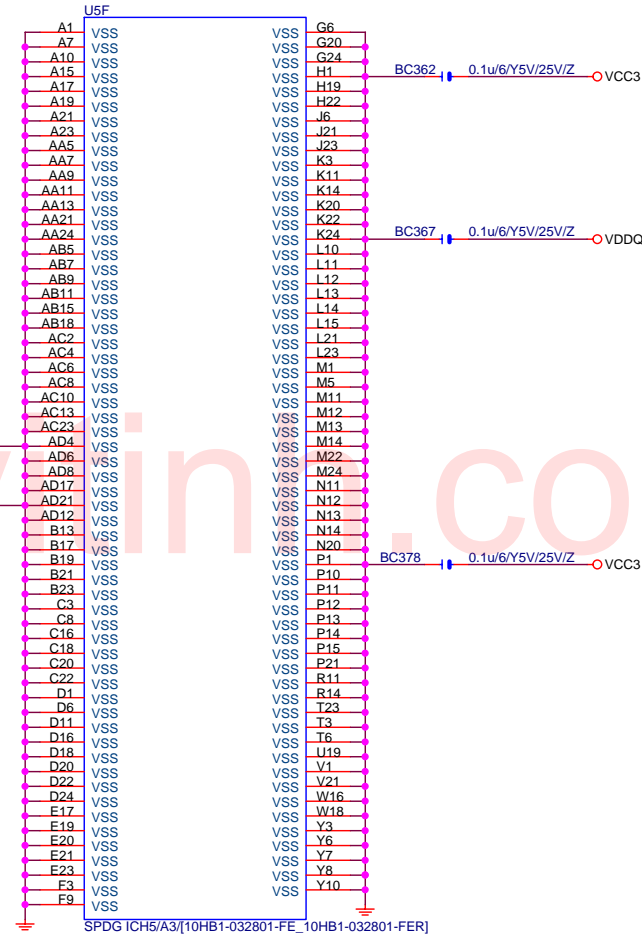 U5F
A1 VSS VSS G6
A7 VSS VSS G20
A10 VSS VSS G24
A15 VSS VSS H1 BC362 0.1u/6/Y5V/25V/Z VCC3
A17 VSS VSS H19
A19 VSS VSS H22
A21 VSS VSS J6
A23 VSS VSS J21
AA5 VSS VSS J23
AA7 VSS VSS K3
AA9 VSS VSS K11
AA11 VSS VSS K14
AA13 VSS VSS K20
AA21 VSS VSS K22
AA24 VSS VSS K24 BC367 0.1u/6/Y5V/25V/Z VDDQ
AB5 VSS VSS L10
AB7 VSS VSS L11
AB9 VSS VSS L12
AB11 VSS VSS L13
AB15 VSS VSS L14
AB18 VSS VSS L15
AC2 VSS VSS L21
AC4 VSS VSS L23
AC6 VSS VSS M1
AC8 VSS VSS M5
AC10 VSS VSS M11
AC13 VSS VSS M12
AC23 VSS VSS M13
AD4 VSS VSS M14
AD6 VSS VSS M22
AD8 VSS VSS M24
AD17 VSS VSS N11
AD21 VSS VSS N12
AD12 VSS VSS N13
B13 VSS VSS N14
B17 VSS VSS N20
B19 VSS VSS P1 BC378 0.1u/6/Y5V/25V/Z VCC3
B21 VSS VSS P10
B23 VSS VSS P11
C3 VSS VSS P12
C8 VSS VSS P13
C16 VSS VSS P14
C18 VSS VSS P15
C20 VSS VSS P21
C22 VSS VSS R11
D1 VSS VSS R14
D6 VSS VSS T23
D11 VSS VSS T3
D16 VSS VSS T6
D18 VSS VSS U19
D20 VSS VSS V1
D22 VSS VSS V21
D24 VSS VSS W16
E17 VSS VSS W18
E19 VSS VSS Y3
E20 VSS VSS Y6
E21 VSS VSS Y7
E23 VSS VSS Y8
F3 VSS VSS Y10
F9 VSS
SPDG ICH5/A3/[10HB1-032801-FE_10HB1-032801-FER]
vitinh.co